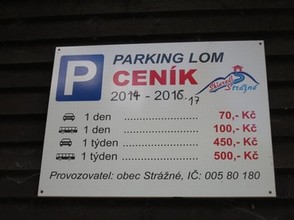 P PARKING LOM
CENÍK
2014 - 2016, 17
Strážné
1 den .......................... 70,- Kč
1 den .......................... 100,- Kč
1 týden ....................... 450,- Kč
1 týden ....................... 500,- Kč
Provozovatel: obec Strážné, IČ: 005 80 180